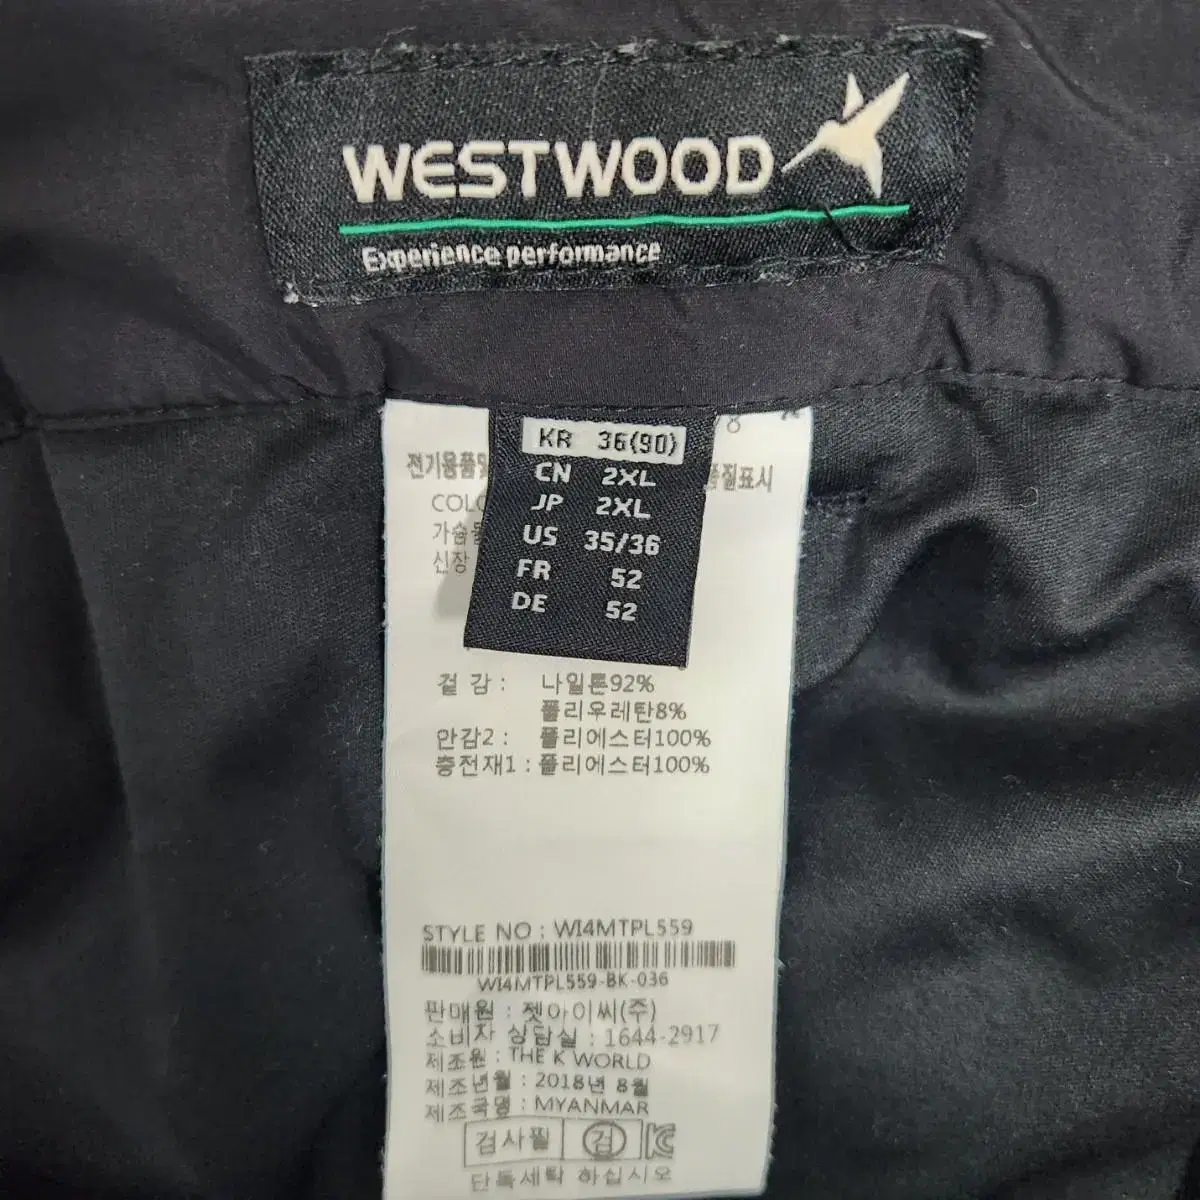 WESTWOOD
Experience performance
KR 36(90)
CN 2XL
JP 2XL
US 35/36
FR 52
DE 52
전기용품및 품질표시
COLO
가슴둘
신장
겉 감 : 나일론92%
폴리우레탄8%
안감2 : 폴리에스터100%
충전재1 : 폴리에스터100%
STYLE NO : WI4MTPL559
WI4MTPL559-BK-036
판매원 : 젯아이씨(주)
소비자 상담실 : 1644-2917
제조원 : THE K WORLD
제조년월 : 2018년 8월
제조국명 : MYANMAR
검사필 검 KC
단독세탁 하십시오